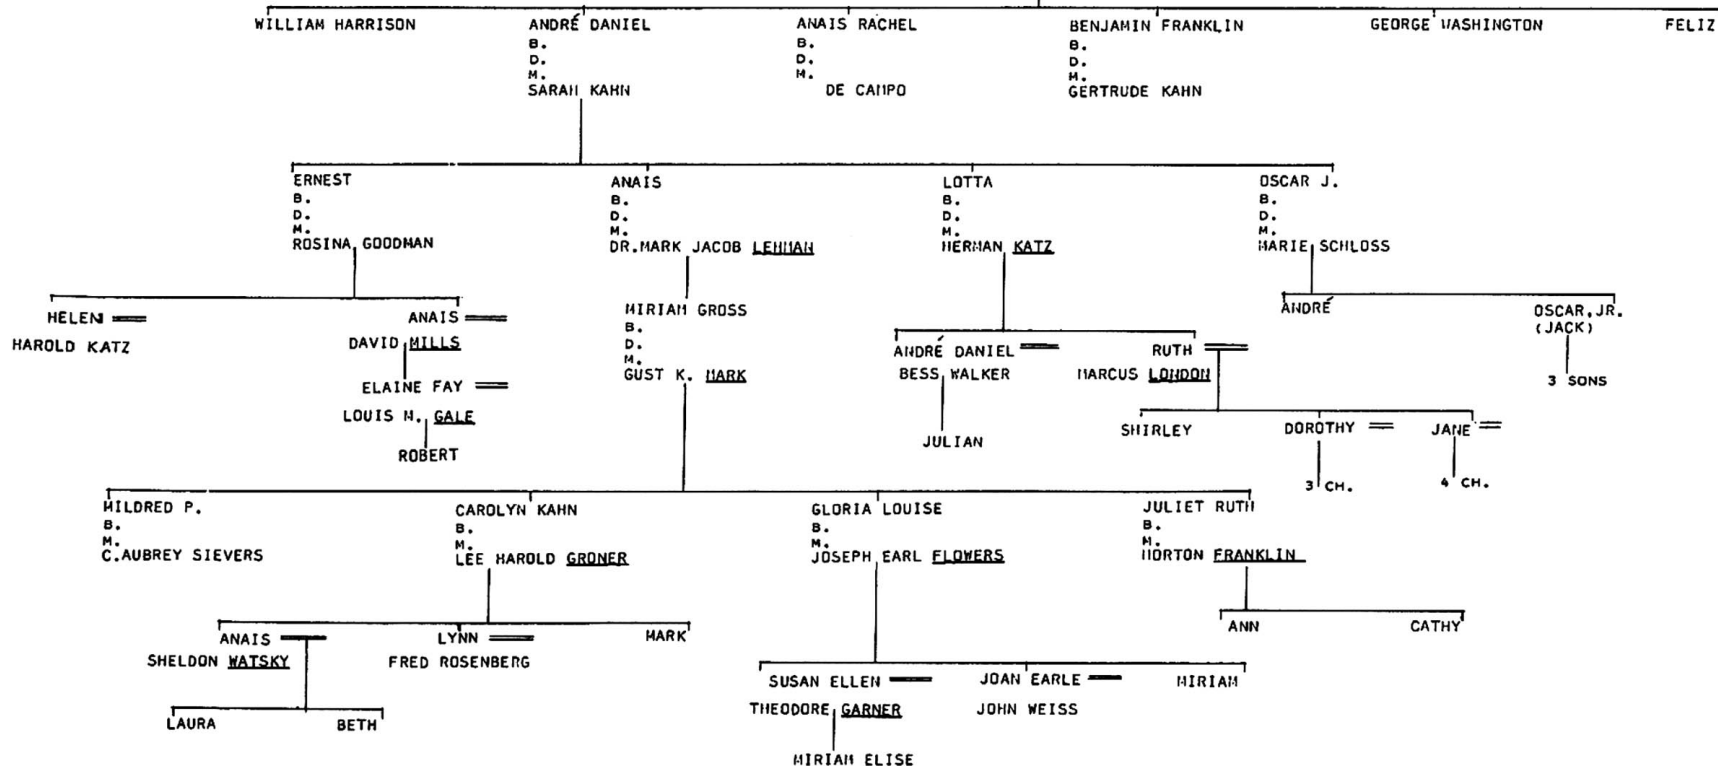 WILLIAM HARRISON ANDRÉ DANIEL ANAIS RACHEL BENJAMIN FRANKLIN GEORGE WASHINGTON FELIZ
B. B. B.
D. D. D.
M. M. M.
SARAH KAHN DE CAMPO GERTRUDE KAHN
ERNEST ANAIS LOTTA OSCAR J.
B. B. B. B.
D. D. D. D.
M. M. M. M.
ROSINA GOODMAN DR.MARK JACOB LEHMAN HERMAN KATZ MARIE SCHLOSS
HELEN ANAIS MIRIAM GROSS ANDRÉ OSCAR, JR.
B. (JACK)
HAROLD KATZ DAVID MILLS D. ANDRÉ DANIEL RUTH
M.
ELAINE FAY GUST K. MARK BESS WALKER MARCUS LONDON 3 SONS
LOUIS M. GALE SHIRLEY DOROTHY JANE
ROBERT JULIAN
3 CH. 4 CH.
MILDRED P. CAROLYN KAHN GLORIA LOUISE JULIET RUTH
B. B. B. B.
M. M. M. M.
C.AUBREY SIEVERS LEE HAROLD GRONER JOSEPH EARL FLOWERS MORTON FRANKLIN
ANAIS LYNN MARK ANN CATHY
SHELDON WATSKY FRED ROSENBERG
SUSAN ELLEN JOAN EARLE MIRIAM
THEODORE GARNER JOHN WEISS
LAURA BETH
MIRIAM ELISE